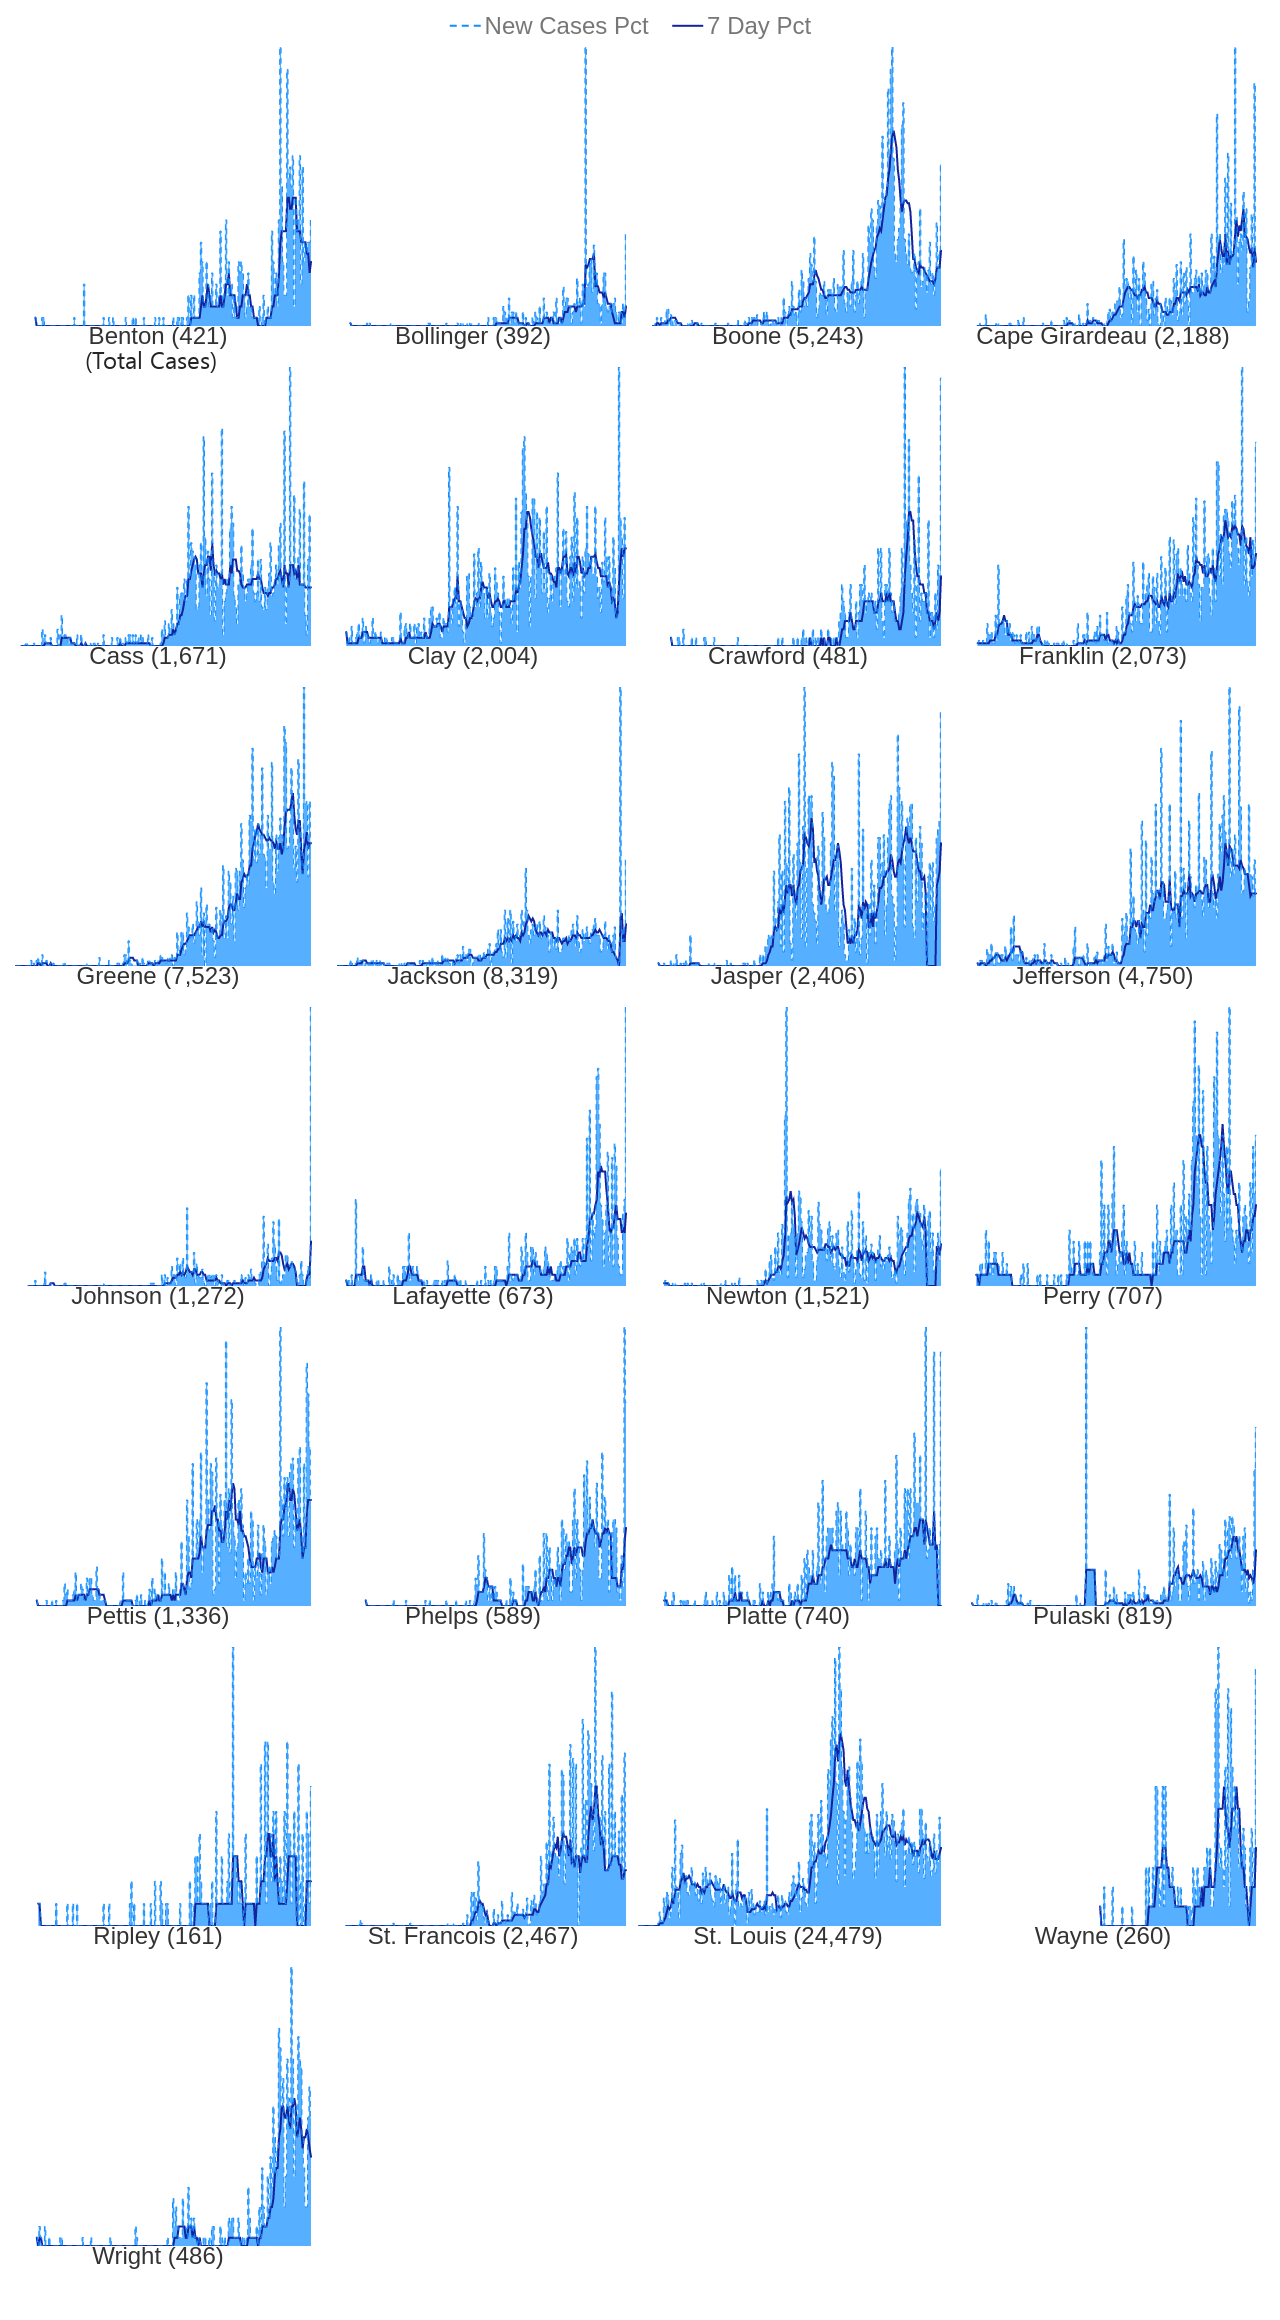 New Cases Pct 7 Day Pct
Benton (421) Bollinger (392) Boone (5,243) Cape Girardeau (2,188)
(Total Cases)
Cass (1,671) Clay (2,004) Crawford (481) Franklin (2,073)
Greene (7,523) Jackson (8,319) Jasper (2,406) Jefferson (4,750)
Johnson (1,272) Lafayette (673) Newton (1,521) Perry (707)
Pettis (1,336) Phelps (589) Platte (740) Pulaski (819)
Ripley (161) St. Francois (2,467) St. Louis (24,479) Wayne (260)
Wright (486)